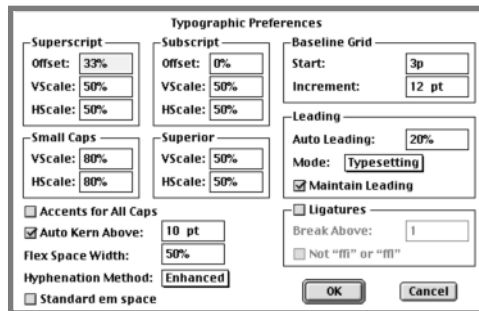 Typographic Preferences
Superscript
Offset: 33%
VScale: 50%
HScale: 50%
Subscript
Offset: 0%
VScale: 50%
HScale: 50%
Baseline Grid
Start: 3p
Increment: 12 pt
Small Caps
VScale: 80%
HScale: 80%
Superior
VScale: 50%
HScale: 50%
Leading
Auto Leading: 20%
Mode: Typesetting
Maintain Leading
Accents for All Caps
Auto Kern Above: 10 pt
Flex Space Width: 50%
Hyphenation Method: Enhanced
Standard em space
Ligatures
Break Above: 1
Not “ffi” or “ffl”
OK
Cancel